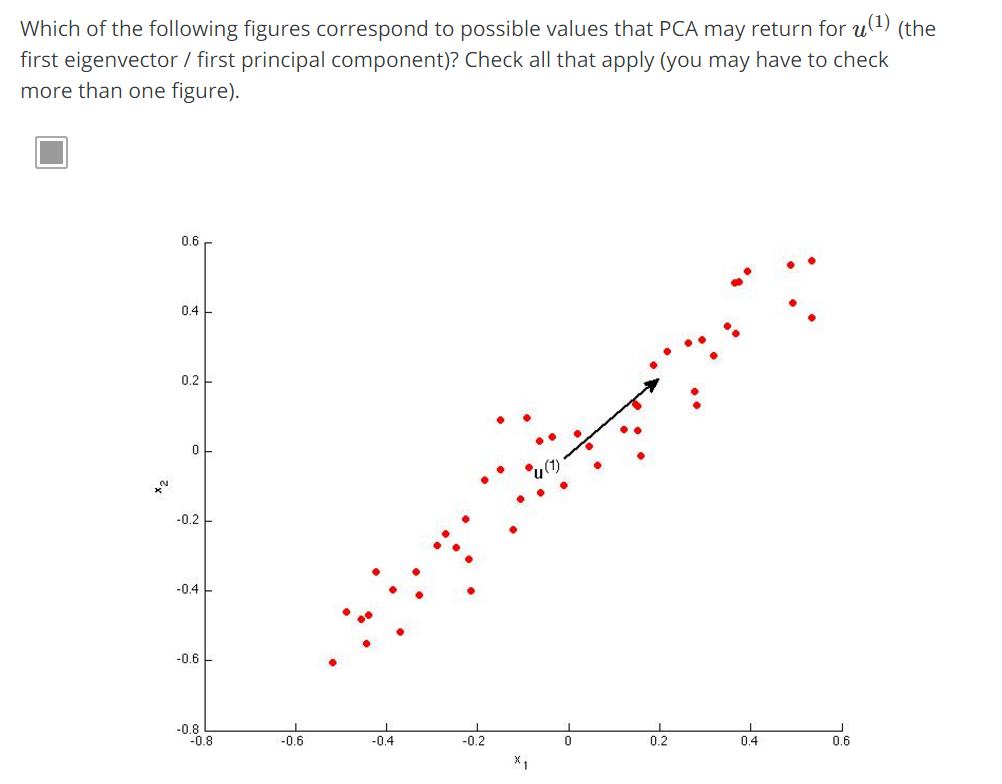 Which of the following figures correspond to possible values that PCA may return for u^(1) (the
first eigenvector / first principal component)? Check all that apply (you may have to check
more than one figure).
0.6
0.4
0.2
0
-0.2
-0.4
-0.6
-0.8
x2
u(1)
-0.8 -0.6 -0.4 -0.2 0 0.2 0.4 0.6
x1